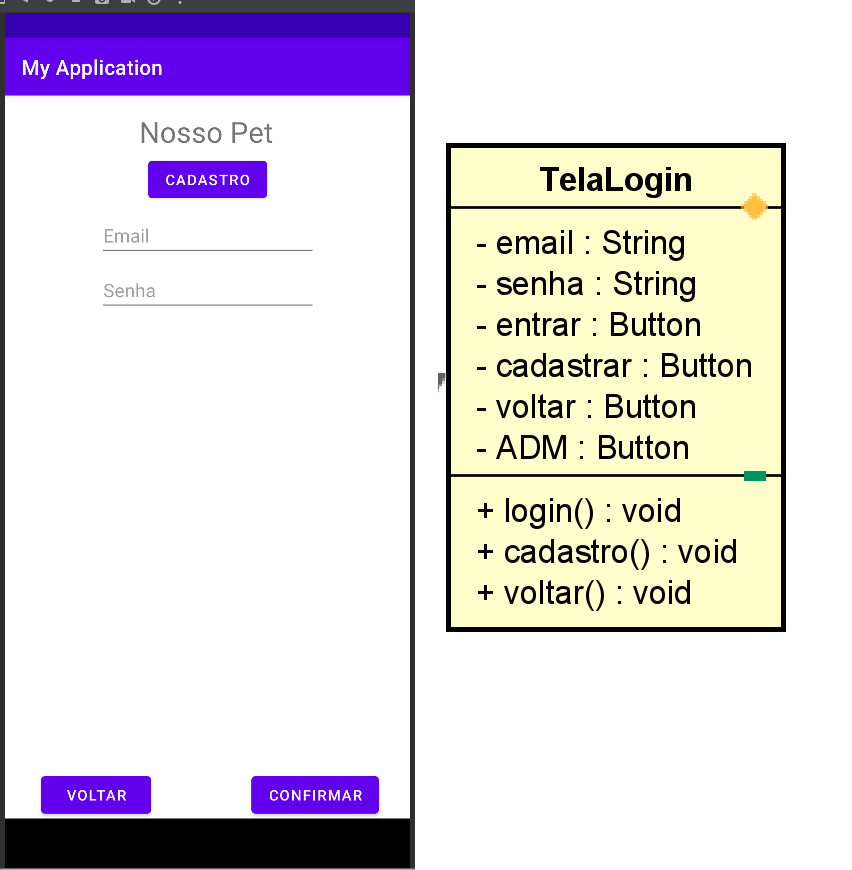 My Application
Nosso Pet
CADASTRO
Email
Senha
VOLTAR
CONFIRMAR
TelaLogin
- email : String
- senha : String
- entrar : Button
- cadastrar : Button
- voltar : Button
- ADM : Button
+ login() : void
+ cadastro() : void
+ voltar() : void